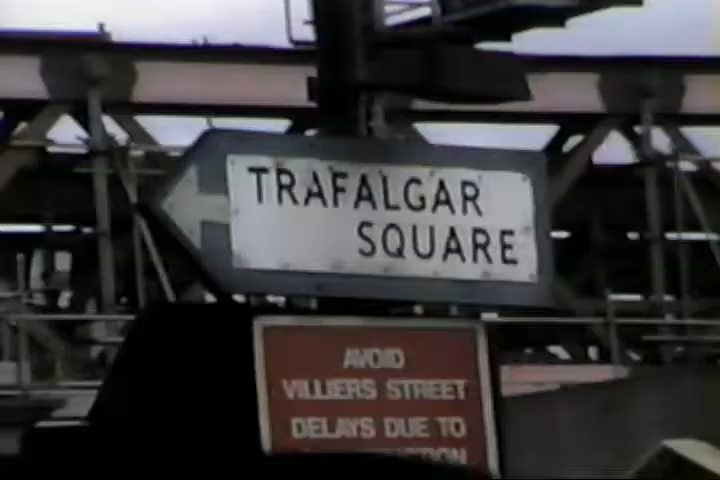 TRAFALGAR
SQUARE
AVOID
VILLIERS STREET
DELAYS DUE TO